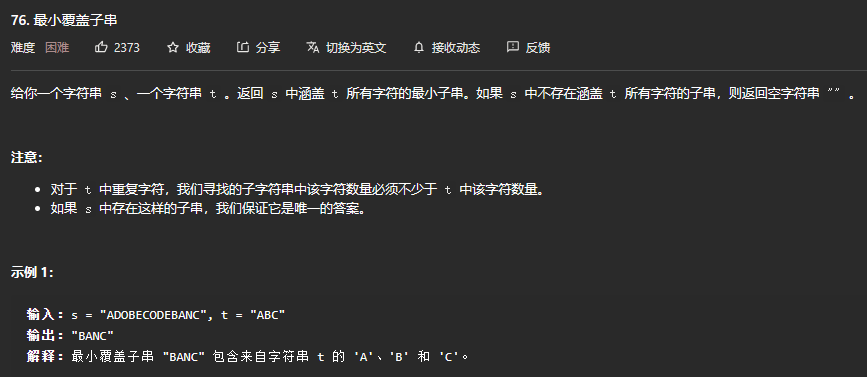 76. 最小覆盖子串
难度 困难 2373 收藏 分享 切换为英文 接收动态 反馈
给你一个字符串 s 、一个字符串 t 。返回 s 中涵盖 t 所有字符的最小子串。如果 s 中不存在涵盖 t 所有字符的子串，则返回空字符串 "" 。
注意：
• 对于 t 中重复字符，我们寻找的子字符串中该字符数量必须不少于 t 中该字符数量。
• 如果 s 中存在这样的子串，我们保证它是唯一的答案。
示例 1：
输入：s = "ADOBECODEBANC", t = "ABC"
输出："BANC"
解释：最小覆盖子串 "BANC" 包含来自字符串 t 的 'A'、'B' 和 'C'。